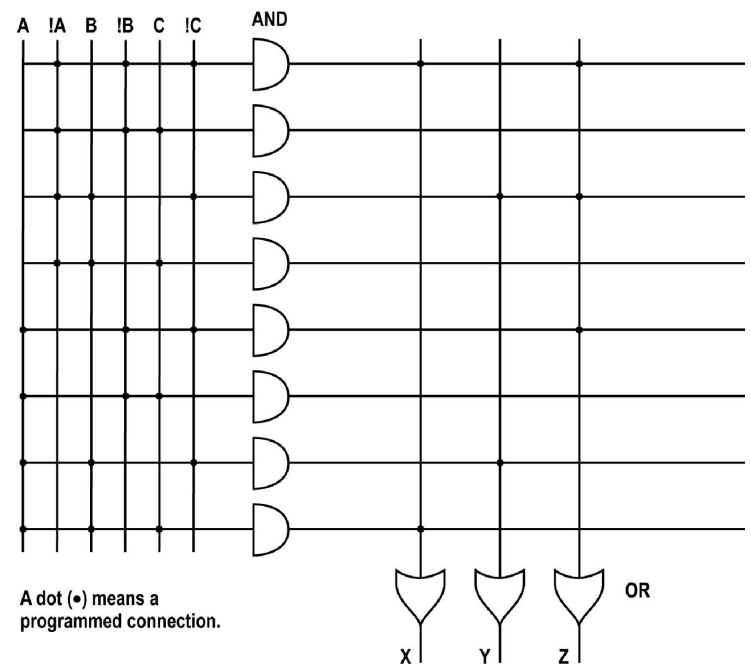 A !A B !B C !C AND
OR
A dot (•) means a
programmed connection.
X Y Z